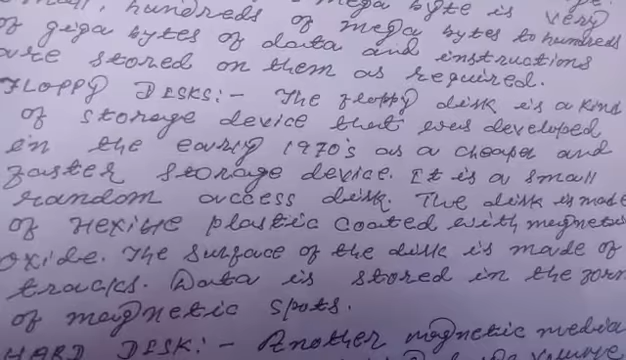 hundreds mega byte is very
of giga bytes of data of mega bytes to hundreds
are stored on them and instructions
as required.
FLOPPY DISKS:- The floppy disk is a kind
of storage device that was developed
in the early 1970's as a cheaper and
faster storage device. It is a small
random access disk. The disk is made
of flexible plastic coated with magnetic
oxide. The surface of the disk is made of
tracks. Data is stored in the form
of magnetic spots.
HARD DISK:- Another magnetic media
volume